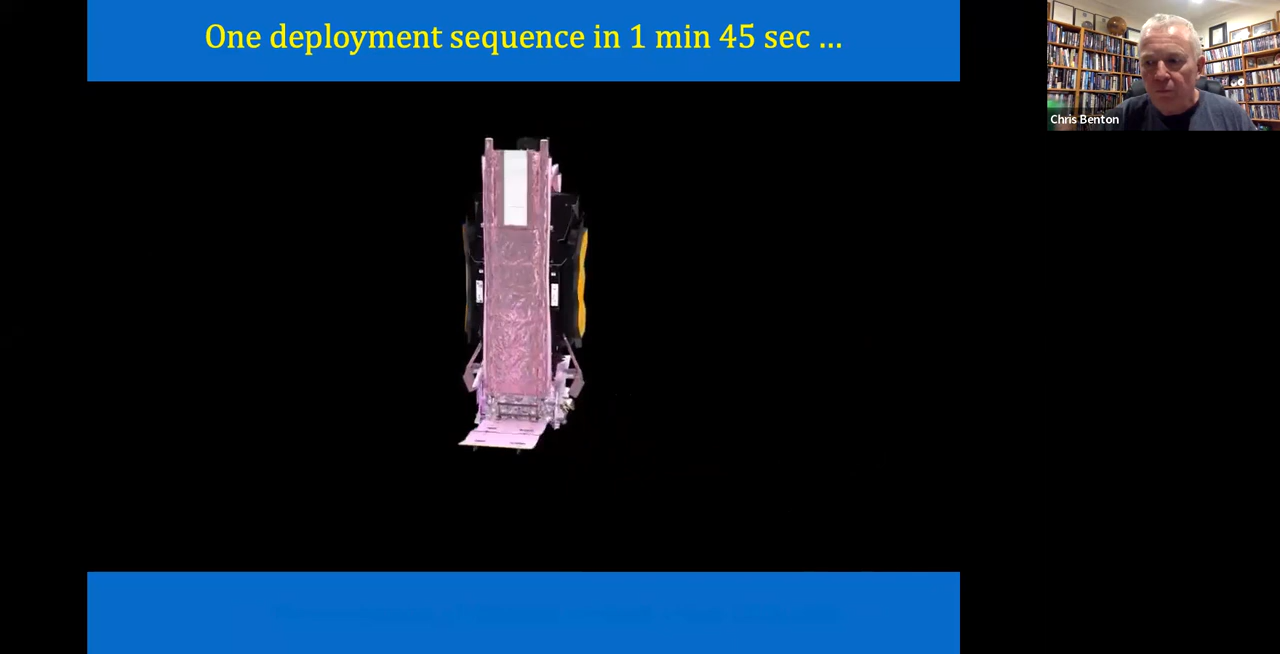 One deployment sequence in 1 min 45 sec ...
Chris Benton